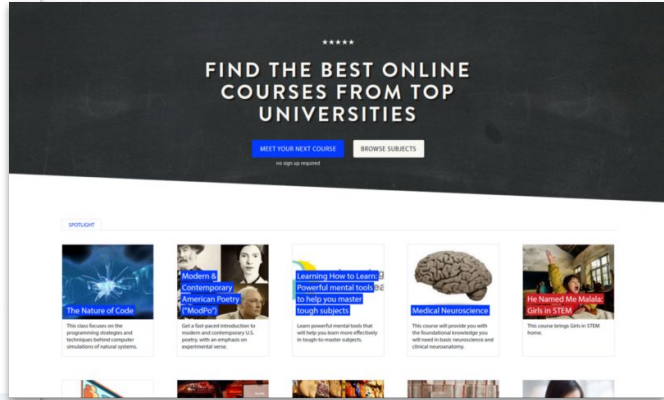 FIND THE BEST ONLINE
COURSES FROM TOP
UNIVERSITIES
MEET YOUR NEXT COURSE
BROWSE SUBJECTS
no sign up required
SPOTLIGHT
The Nature of Code
This class focuses on the
programming strategies and
techniques behind computer
simulations of natural systems.
Modern &
Contemporary
American Poetry
("ModPo")
Get a fast-paced introduction to
modern and contemporary U.S.
poetry, with an emphasis on
experimental verse.
Learning How to Learn:
Powerful mental tools
to help you master
tough subjects
Learn powerful mental tools that
will help you learn more effectively
in tough-to-master subjects.
Medical Neuroscience
This course will provide you with
the foundational knowledge you
will need in basic neuroscience and
clinical neuroanatomy.
He Named Me Malala:
Girls in STEM
This course brings Girls in STEM
home.